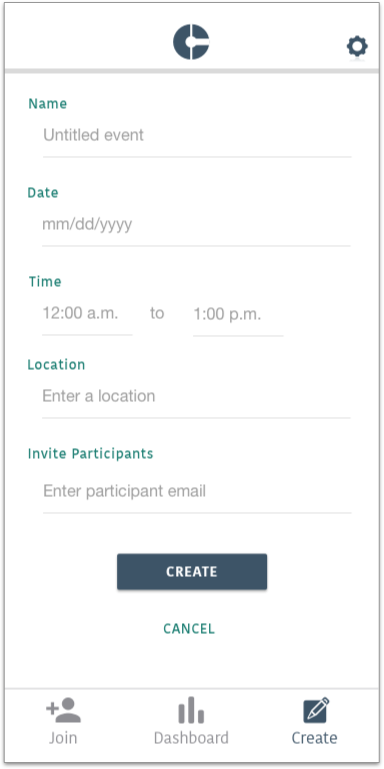 Name
Untitled event
Date
mm/dd/yyyy
Time
12:00 a.m. to 1:00 p.m.
Location
Enter a location
Invite Participants
Enter participant email
CREATE
CANCEL
Join Dashboard Create